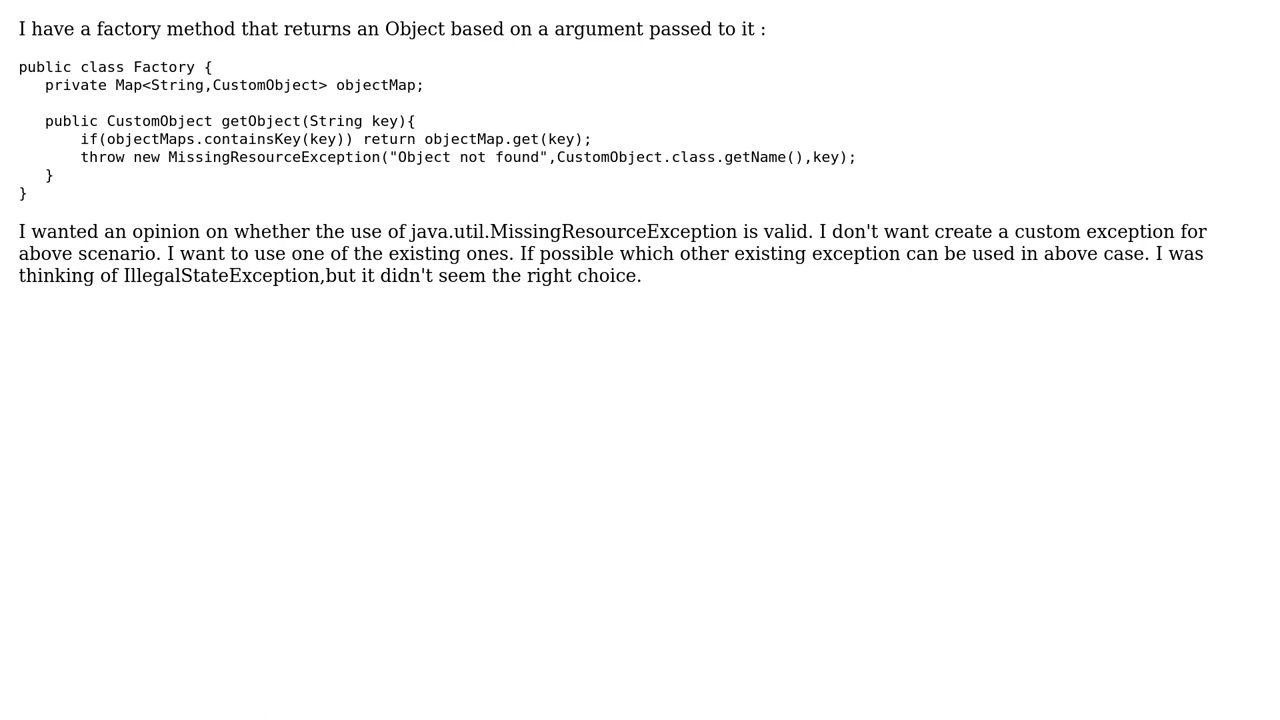 I have a factory method that returns an Object based on a argument passed to it :
public class Factory {
   private Map<String,CustomObject> objectMap;
   public CustomObject getObject(String key){
       if(objectMaps.containsKey(key)) return objectMap.get(key);
       throw new MissingResourceException("Object not found",CustomObject.class.getName(),key);
   }
}
I wanted an opinion on whether the use of java.util.MissingResourceException is valid. I don't want create a custom exception for
above scenario. I want to use one of the existing ones. If possible which other existing exception can be used in above case. I was
thinking of IllegalStateException,but it didn't seem the right choice.